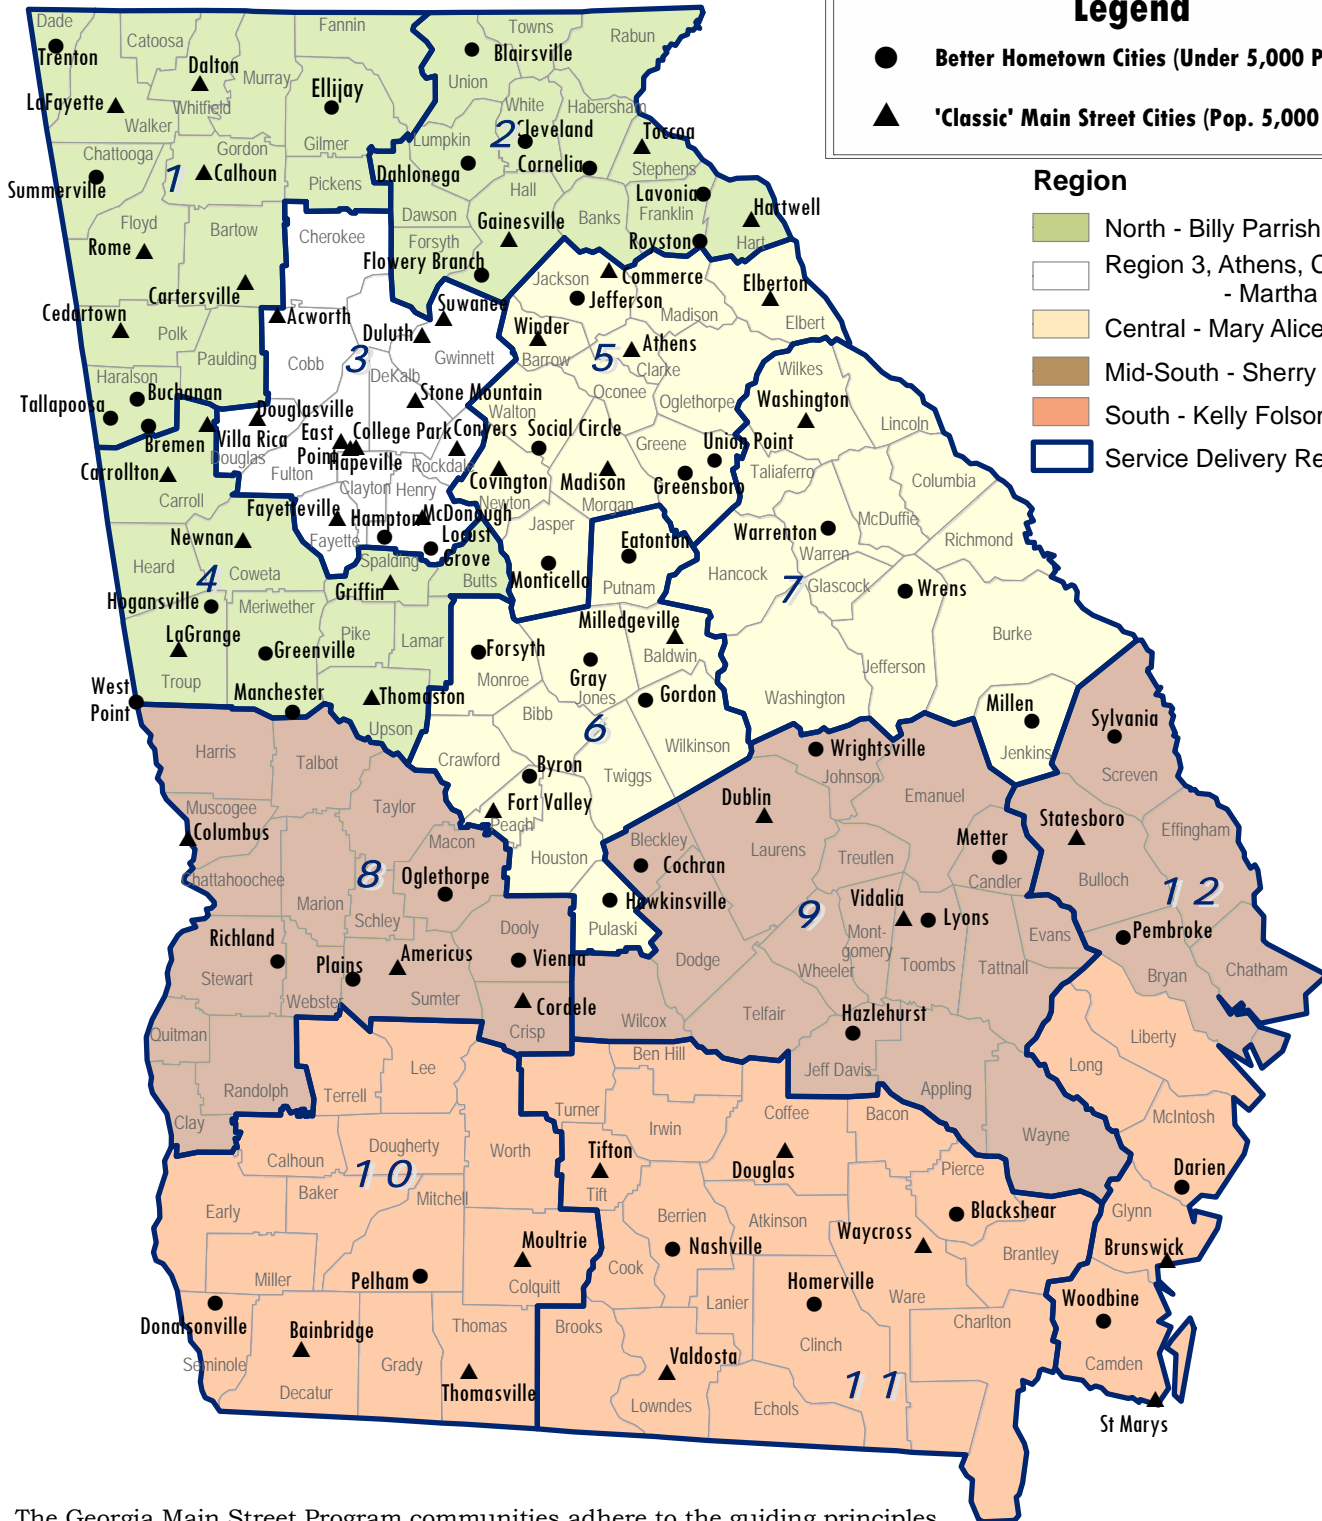 Legend
Better Hometown Cities (Under 5,000 P
'Classic' Main Street Cities (Pop. 5,000
Region
North - Billy Parrish
Region 3, Athens, C
- Martha
Central - Mary Alice
Mid-South - Sherry
South - Kelly Folsor
Service Delivery Re
Dade
Catoosa
Fannin
Towns
Rabun
Trenton
Dalton
Murray
Ellijay
Blairsville
Union
LaFayette
Whitfield
Walker
White
Habersham
Chattooga
Gordon
Gilmer
Lumpkin
2
Cleveland
Toccoa
Summerville
1
Calhoun
Pickens
Dahlonega
Cornelia
Stephens
Hall
Lavonia
Floyd
Bartow
Cherokee
Dawson
Gainesville
Banks
Franklin
Hartwell
Rome
Forsyth
Royston
Hart
Flowery Branch
Cartersville
Jackson
Commerce
Elberton
Cedartown
Acworth
Suwanee
Jefferson
Madison
Elbert
Polk
Duluth
Winder
Athens
Paulding
Cobb
3
Gwinnett
Barrow
5
Clarke
Wilkes
Haralson
DeKalb
Oconee
Oglethorpe
Buchanan
Stone Mountain
Washington
Tallapoosa
Douglasville
Walton
Lincoln
Bremen
Villa Rica
East
Point
College Park
Conyers
Social Circle
Greene
Union Point
Douglas
Hapeville
Rockdale
Taliaferro
Carrollton
Fulton
Covington
Madison
Greensboro
Columbia
Carroll
Clayton
Henry
Newton
Morgan
Fayetteville
Hampton
McDonough
Jasper
McDuffie
Newnan
Fayette
Locust
Grove
Eatonton
Warrenton
Richmond
Heard
4
Coweta
Spalding
Warren
Griffin
Butts
Monticello
Putnam
Hancock
7
Glascock
Wrens
Hogansville
Meriwether
Milledgeville
LaGrange
Pike
Lamar
Forsyth
Baldwin
Burke
Greenville
Gray
Jefferson
Troup
Monroe
Jones
Gordon
Washington
West
Point
Manchester
Thomaston
Bibb
Millen
Upson
6
Wilkinson
Sylvania
Harris
Talbot
Crawford
Byron
Twiggs
Wrightsville
Jenkins
Johnson
Screven
Muscogee
Taylor
Fort Valley
Dublin
Emanuel
Columbus
Peach
Statesboro
Macon
Bleckley
Laurens
Metter
Effingham
Houston
Treutlen
Chattahoochee
8
Oglethorpe
Cochran
Candler
Bulloch
12
Marion
Schley
Hawkinsville
9
Vidalia
Lyons
Richland
Dooly
Pulaski
Mont-
gomery
Evans
Pembroke
Stewart
Plains
Americus
Vienna
Dodge
Wheeler
Toombs
Tattnall
Bryan
Chatham
Webster
Sumter
Cordele
Quitman
Crisp
Wilcox
Telfair
Hazlehurst
Liberty
Ben Hill
Long
Randolph
Terrell
Lee
Jeff Davis
Appling
Clay
Turner
Coffee
Bacon
McIntosh
Irwin
Wayne
Calhoun
Dougherty
Worth
Tifton
Douglas
Pierce
10
Darien
Baker
Mitchell
Tift
Early
Berrien
Atkinson
Blackshear
Glynn
Moultrie
Nashville
Waycross
Brantley
Brunswick
Miller
Pelham
Colquitt
Cook
Homerville
Ware
Woodbine
Donalsonville
Lanier
Charlton
Bainbridge
Thomas
Brooks
Clinch
Seminole
Grady
Valdosta
11
Camden
Decatur
Thomasville
Lowndes
Echols
St Marys
The Georgia Main Street Program communities adhere to the guiding principles